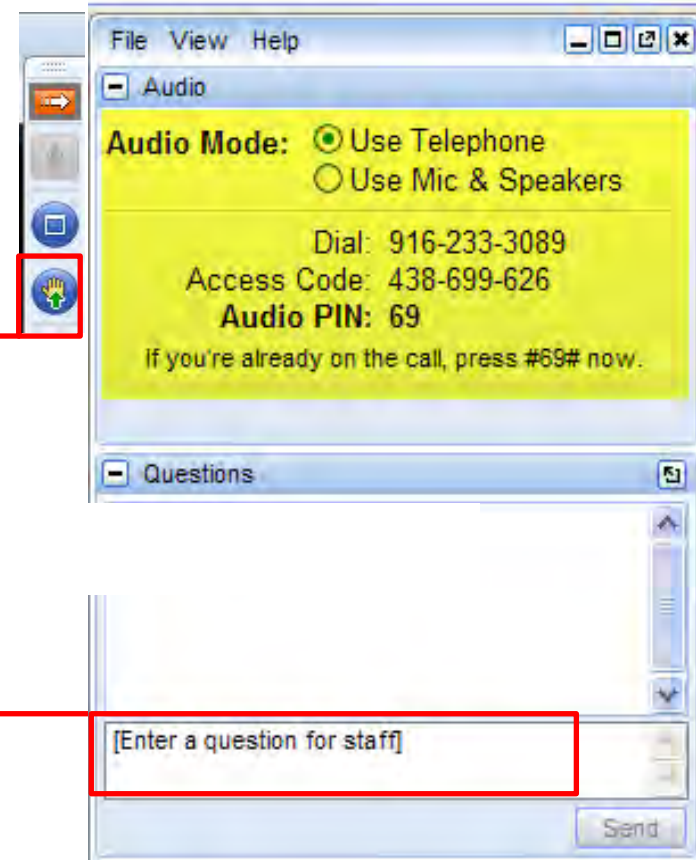 File View Help
Audio
Audio Mode: Use Telephone
Use Mic & Speakers
Dial: 916-233-3089
Access Code: 438-699-626
Audio PIN: 69
If you're already on the call, press #69# now.
Questions
[Enter a question for staff]
Send